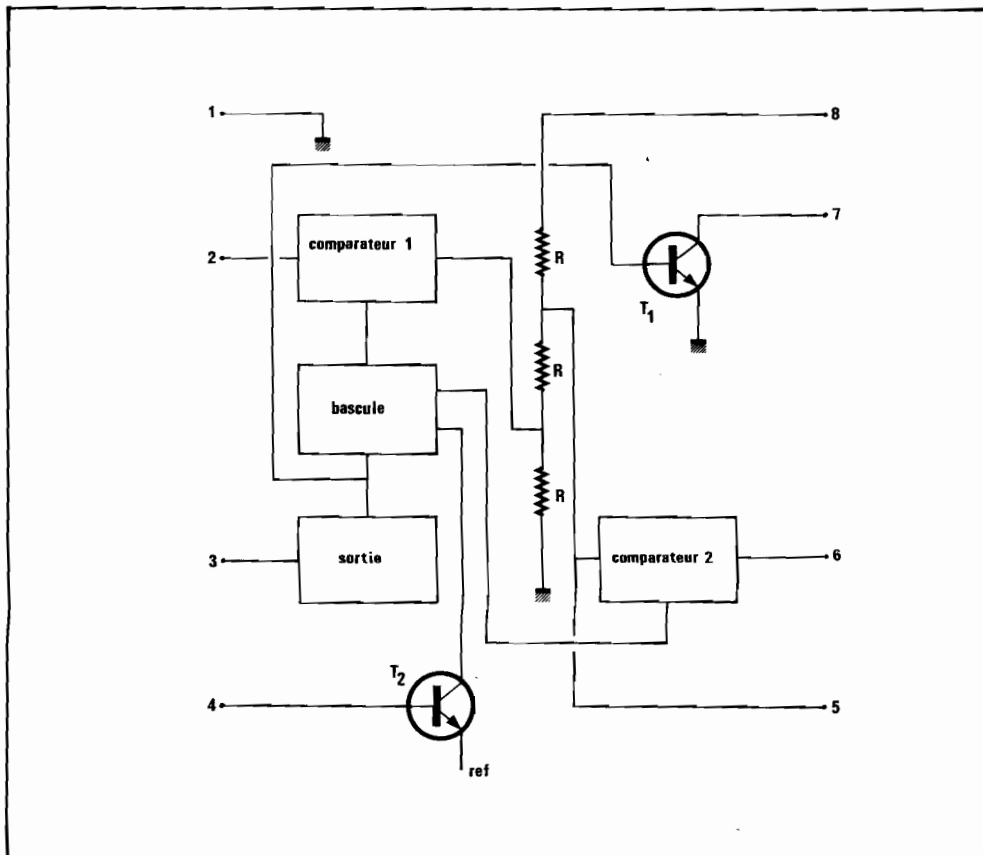 1
8
7
comparateur 1
2
R
T1
R
bascule
R
3
sortie
comparateur 2
6
T2
4
5
ref